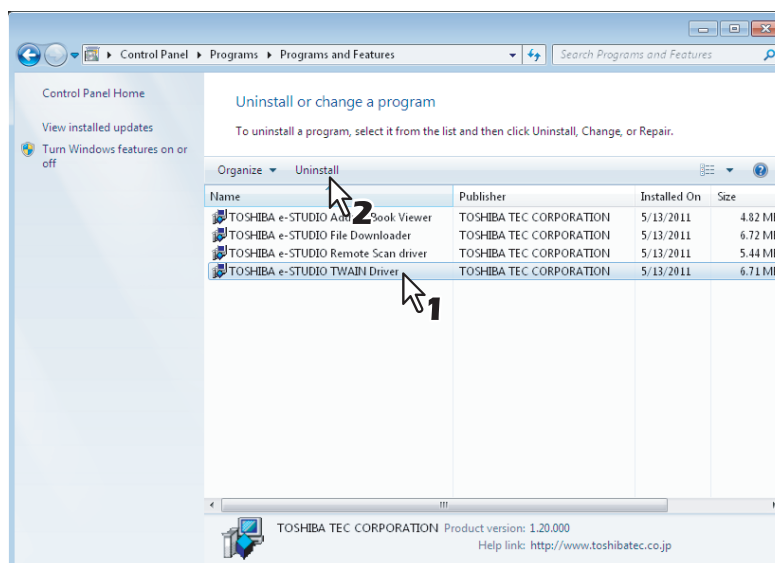 Control Panel Programs Programs and Features Search Programs and Features
Control Panel Home
View installed updates
Turn Windows features on or
off
Uninstall or change a program
To uninstall a program, select it from the list and then click Uninstall, Change, or Repair.
Organize Uninstall
2
Name Publisher Installed On Size
TOSHIBA e-STUDIO Book Viewer TOSHIBA TEC CORPORATION 5/13/2011 4.82 M
TOSHIBA e-STUDIO File Downloader TOSHIBA TEC CORPORATION 5/13/2011 6.72 M
TOSHIBA e-STUDIO Remote Scan driver TOSHIBA TEC CORPORATION 5/13/2011 5.44 M
TOSHIBA e-STUDIO TWAIN Driver TOSHIBA TEC CORPORATION 5/13/2011 6.71 M
1
TOSHIBA TEC CORPORATION Product version: 1.20.000
Help link: http://www.toshibatec.co.jp